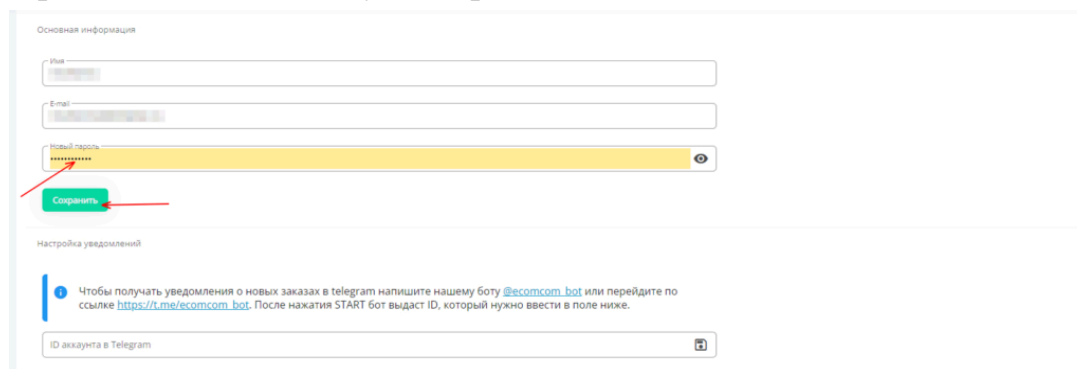 Основная информация
Имя
E-mail
Новый пароль
••••••••••••
Сохранить
Настройка уведомлений
Чтобы получать уведомления о новых заказах в telegram напишите нашему боту @ecomcom_bot или перейдите по
ссылке https://t.me/ecomcom_bot. После нажатия START бот выдаст ID, который нужно ввести в поле ниже.
ID аккаунта в Telegram